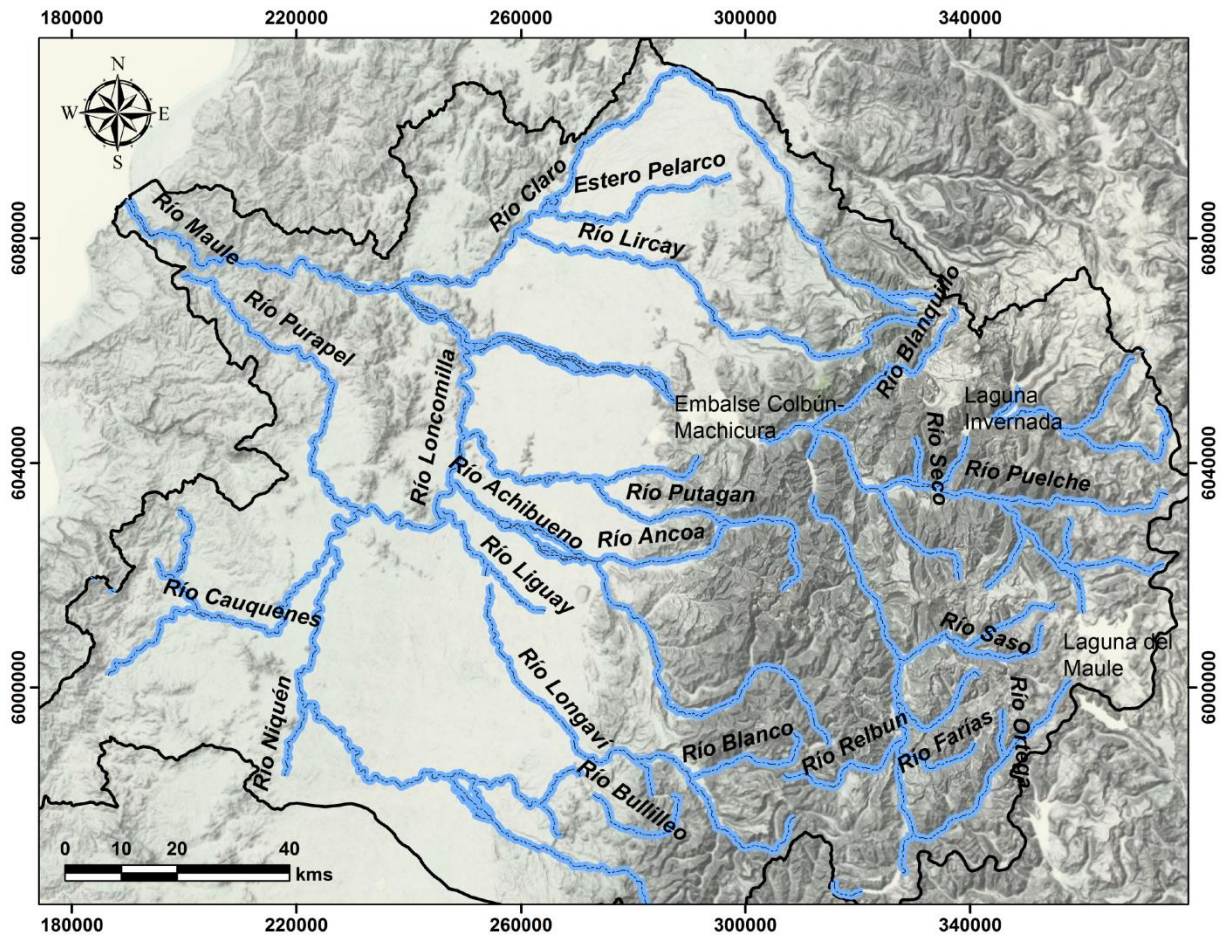 180000 220000 260000 300000 340000
N
W E
S
Río Claro
Estero Pelarco
Río Maule
Río Lircay
6080000
6080000
Río Purapel
Río Blanquillo
Río Loncomilla
Embalse Colbún-
Machicura
Laguna
Invernada
Río Seco
6040000
6040000
Río Achibueno
Río Putagan
Río Puelche
Río Ancoa
Río Liguay
Río Cauquenes
Río Saso
Laguna del
Maule
6000000
6000000
Río Longaví
Río Niquén
Río Blanco
Río Relbun
Río Farías
Río Ortega
Río Bullilleo
0 10 20 40
kms
180000 220000 260000 300000 340000